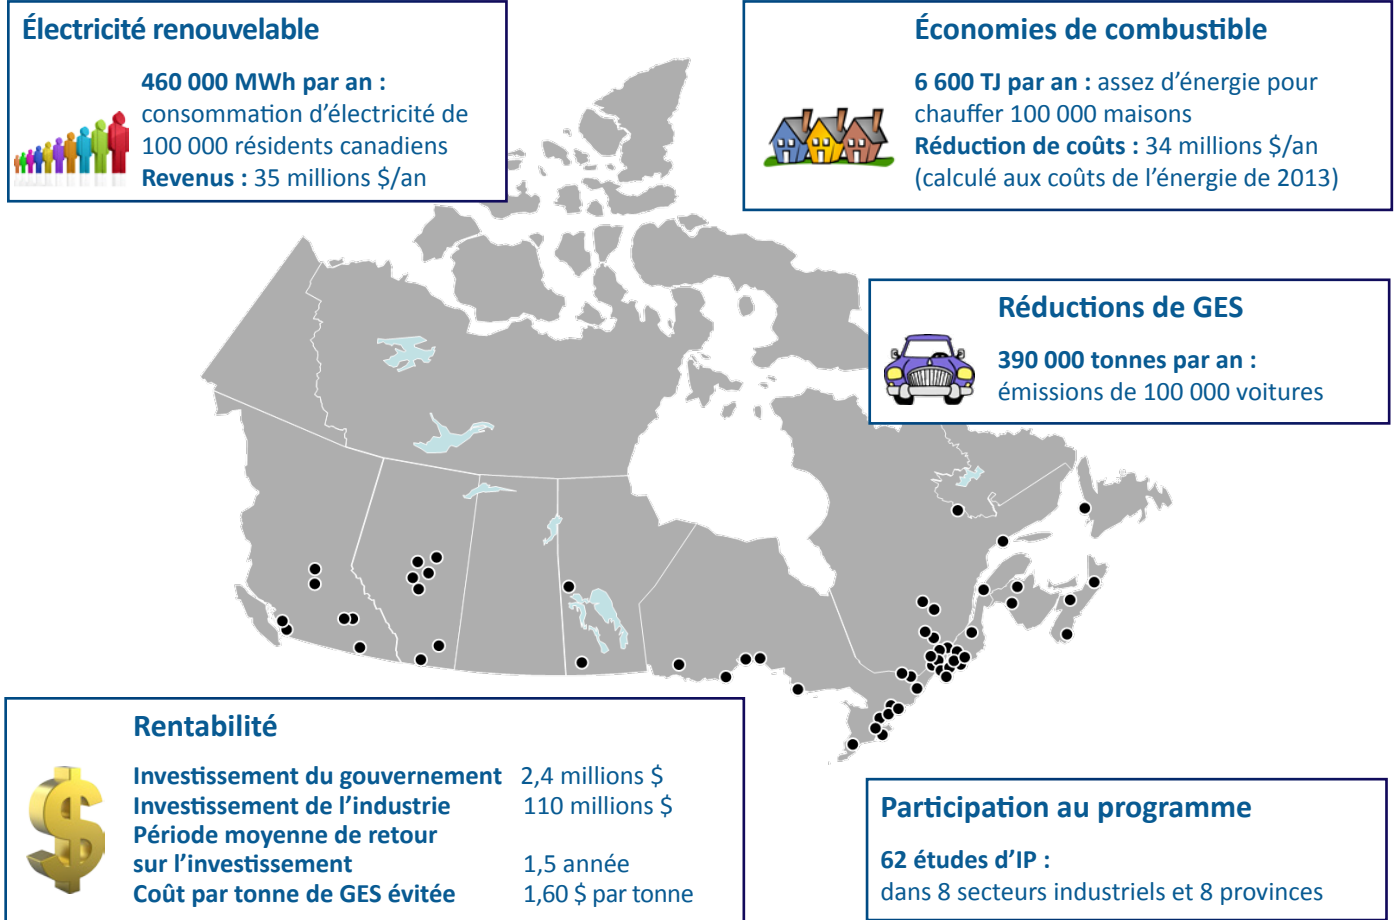 Électricité renouvelable
460 000 MWh par an :
consommation d’électricité de
100 000 résidents canadiens
Revenus : 35 millions $/an
Économies de combustible
6 600 TJ par an : assez d’énergie pour
chauffer 100 000 maisons
Réduction de coûts : 34 millions $/an
(calculé aux coûts de l’énergie de 2013)
Réductions de GES
390 000 tonnes par an :
émissions de 100 000 voitures
Rentabilité
Investissement du gouvernement 2,4 millions $
Investissement de l’industrie 110 millions $
Période moyenne de retour
sur l’investissement 1,5 année
Coût par tonne de GES évitée 1,60 $ par tonne
Participation au programme
62 études d’IP :
dans 8 secteurs industriels et 8 provinces